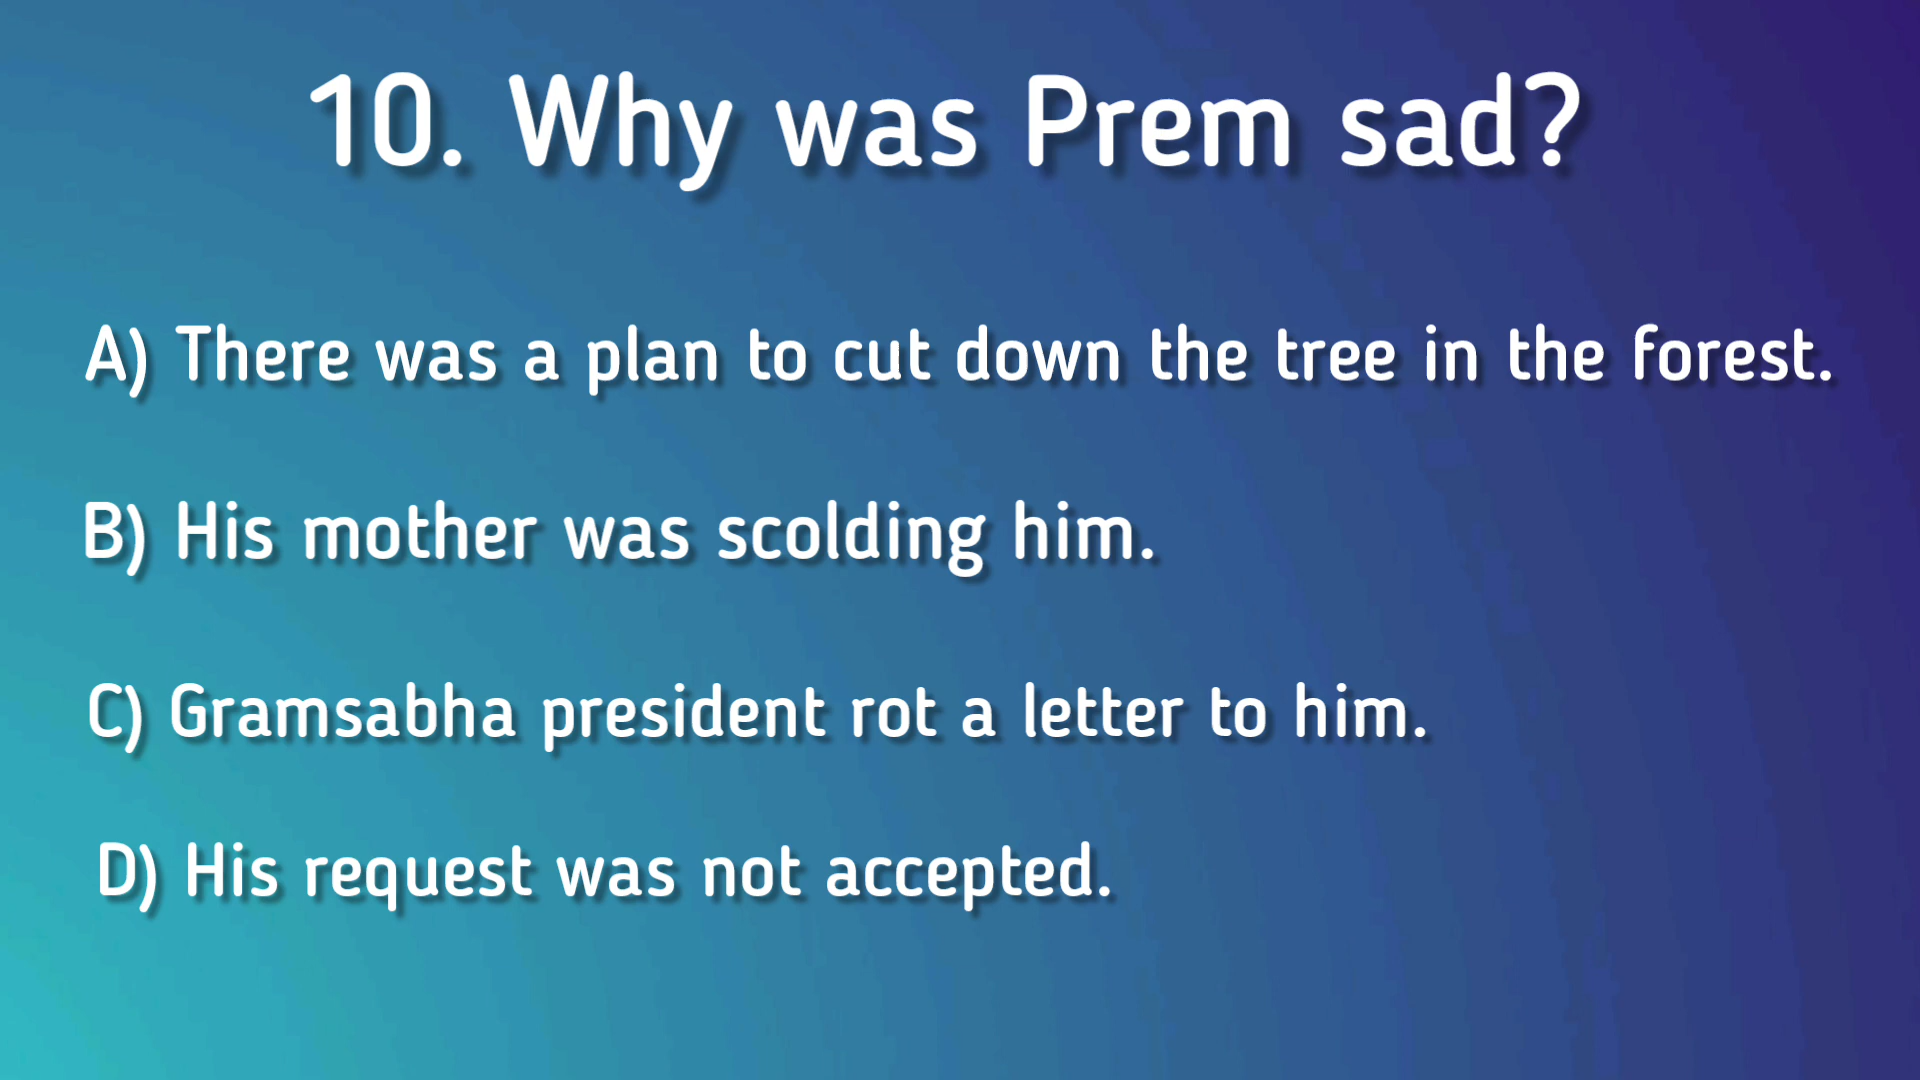 10. Why was Prem sad?
A) There was a plan to cut down the tree in the forest.
B) His mother was scolding him.
C) Gramsabha president rot a letter to him.
D) His request was not accepted.